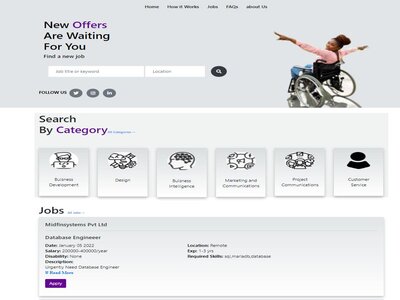 Home How it Works Jobs FAQs about Us
New Offers
Are Waiting
For You
Find a new job
Job title or keyword Location
FOLLOW US
Search
By Category All Categories
Business
Development
Design
Business
Intelligence
Marketing and
Communications
Project
Communications
Customer
Service
Jobs All Jobs
Midfinsystems Pvt Ltd
Database Engineeer
Date: January 05 2022 Location: Remote
Salary: 200000-400000/year Exp: 1-3 yrs
Disability: None Required Skills: sql,mariadb,database
Description:
Urgently Need Database Engineer
Read More
Apply